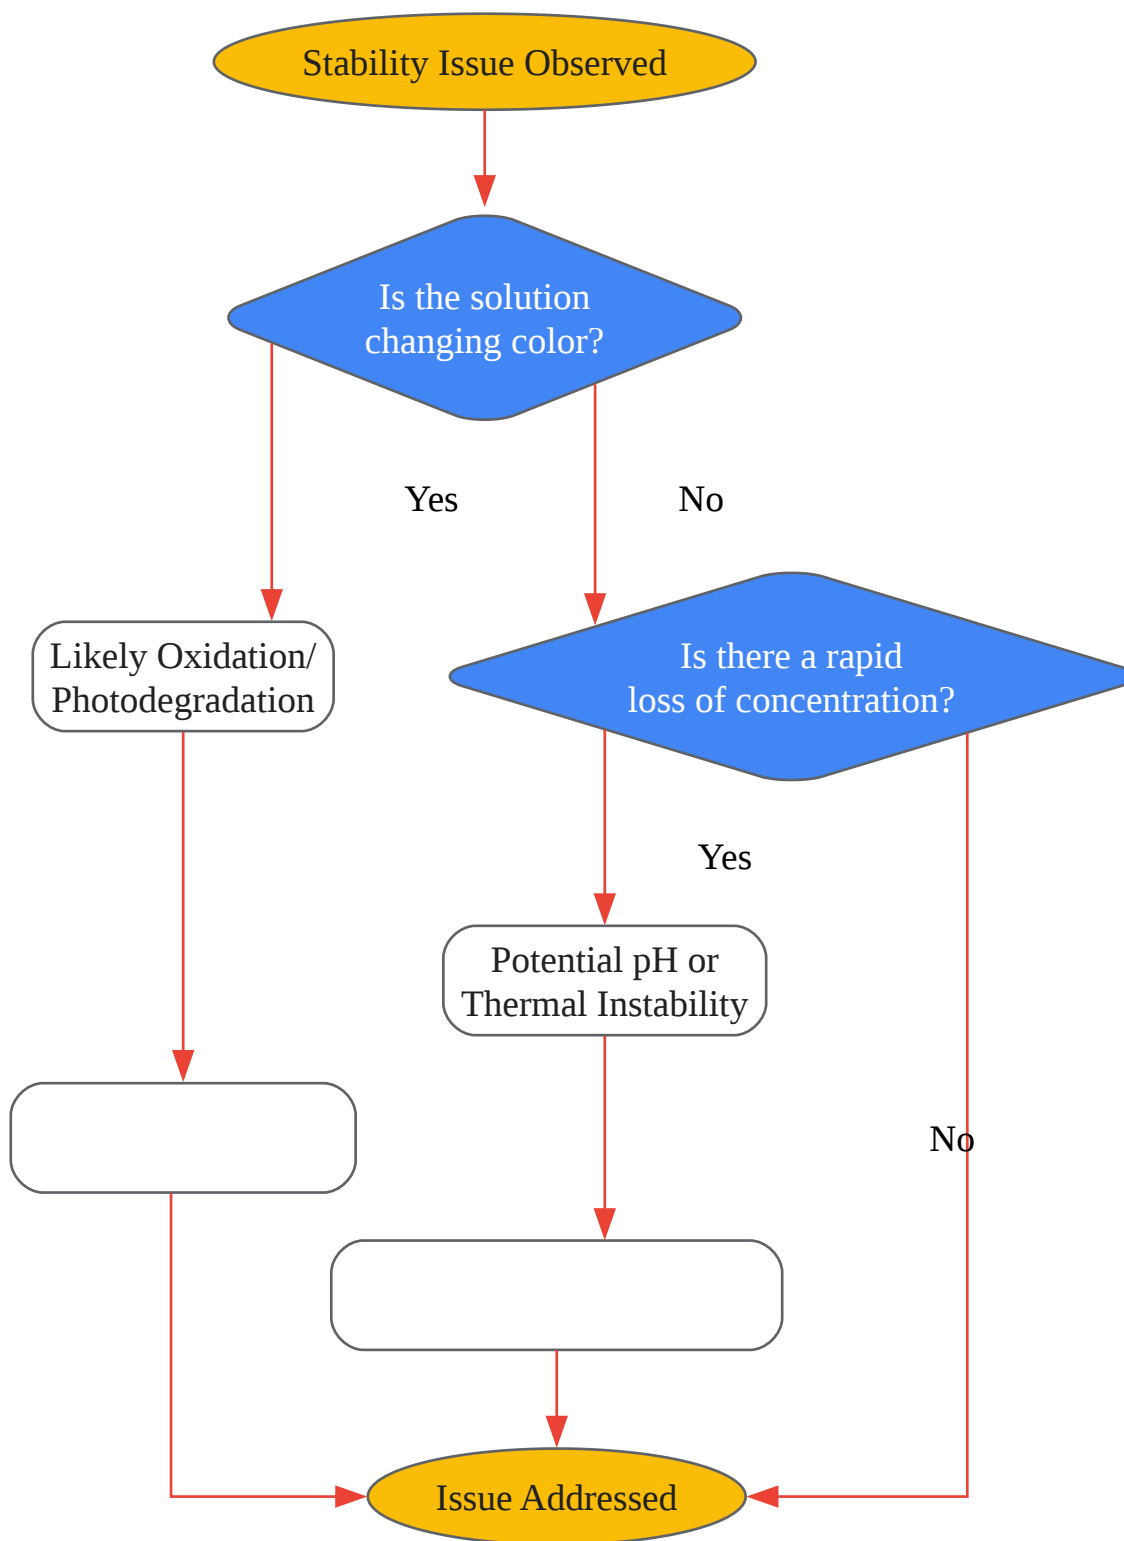 Stability Issue Observed
Is the solution
changing color?
Yes
No
Likely Oxidation/
Photodegradation
Is there a rapid
loss of concentration?
Yes
Potential pH or
Thermal Instability
No
Issue Addressed